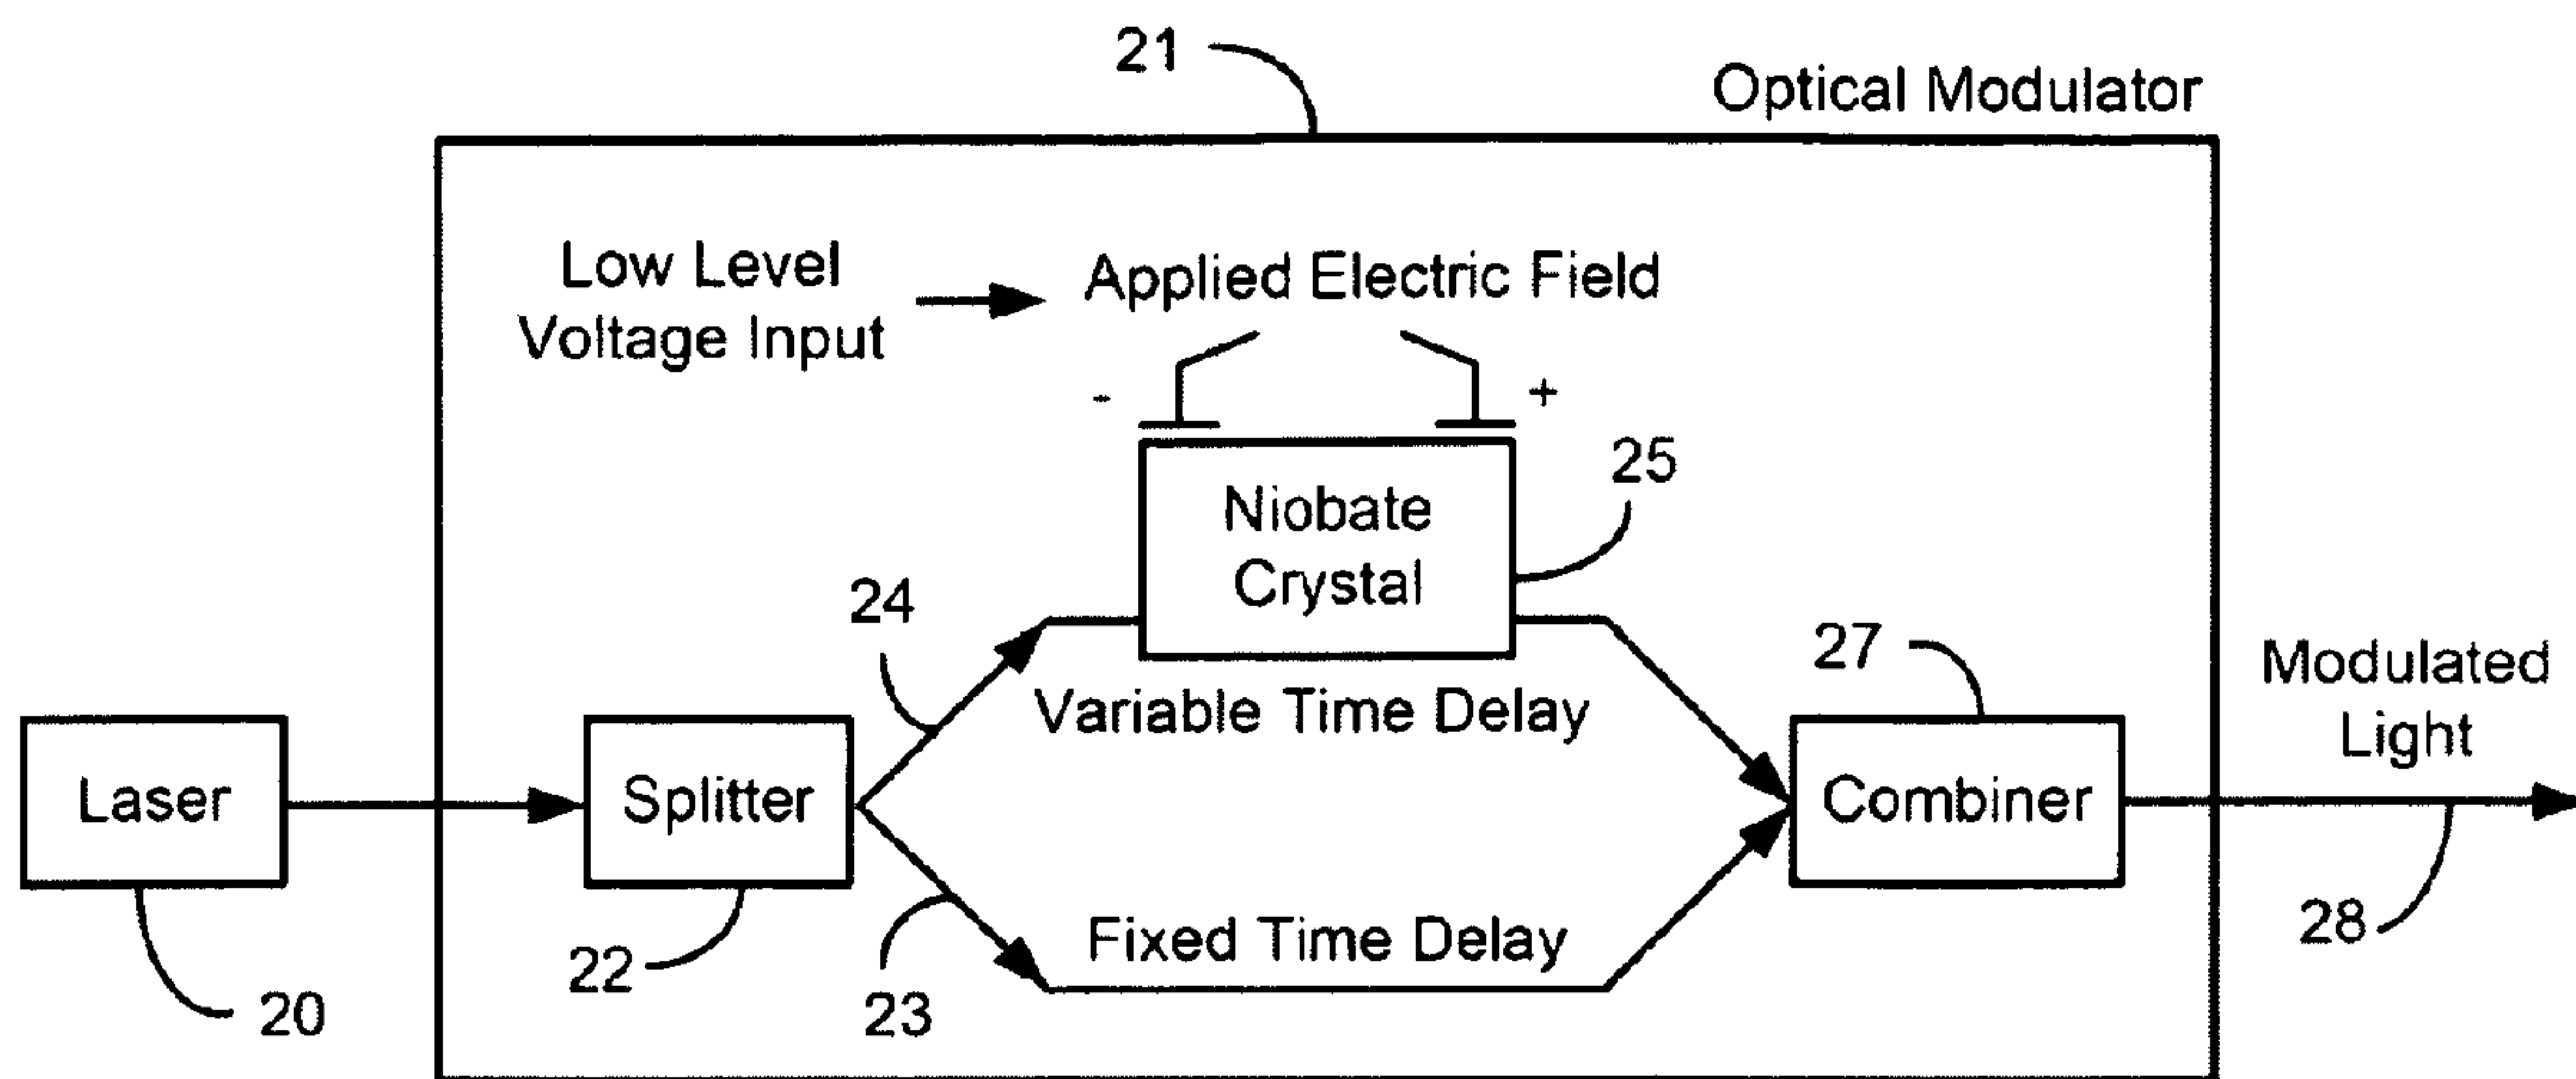 21
Optical Modulator
Low Level
Voltage Input
Applied Electric Field
-
+
25
Niobate
Crystal
24
27
Modulated
Light
Variable Time Delay
Laser
Splitter
Combiner
28
Fixed Time Delay
22
23
20